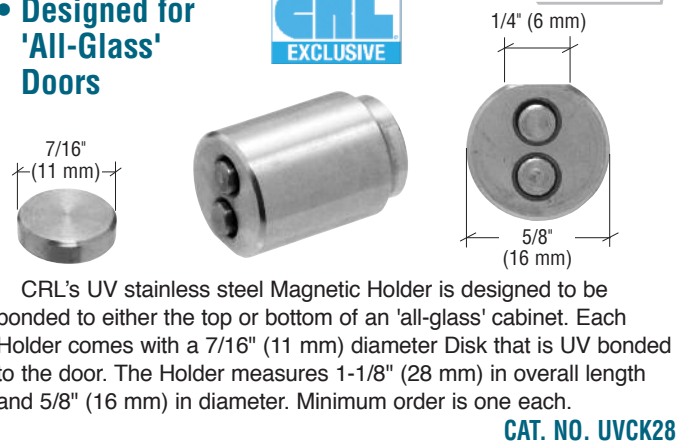 • Designed for
'All-Glass'
Doors
CRL
EXCLUSIVE
1/4" (6 mm)
7/16"
(11 mm)
5/8"
(16 mm)
CRL's UV stainless steel Magnetic Holder is designed to be
bonded to either the top or bottom of an 'all-glass' cabinet. Each
Holder comes with a 7/16" (11 mm) diameter Disk that is UV bonded
to the door. The Holder measures 1-1/8" (28 mm) in overall length
and 5/8" (16 mm) in diameter. Minimum order is one each.
CAT. NO. UVCK28